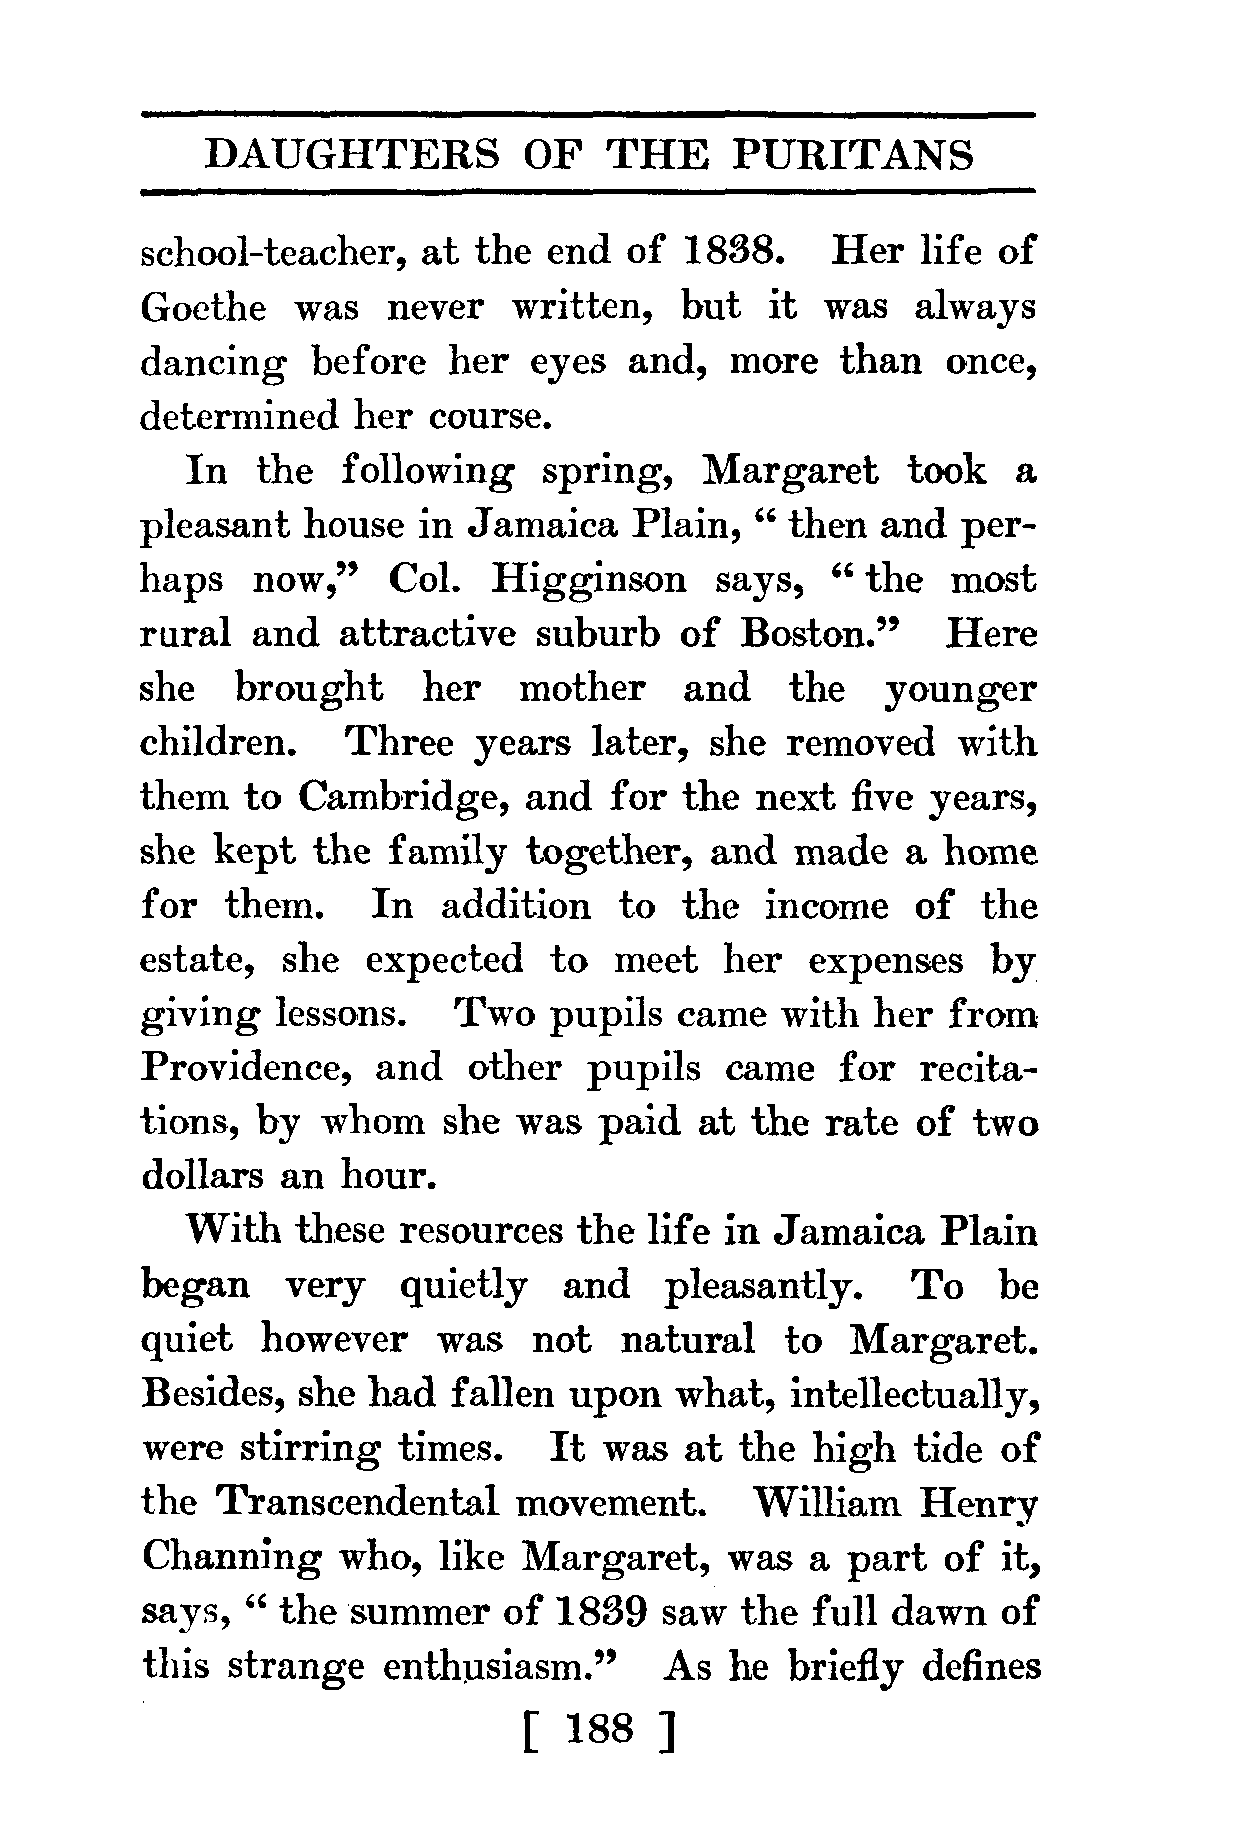 DAUGHTERS OF THE PURITANS
school-teacher, at the end of 1838. Her life of
Goethe was never written, but it was always
dancing before her eyes and, more than once,
determined her course.
In the following spring, Margaret took a
pleasant house in Jamaica Plain, “ then and per-
haps now,” Col. Higginson says, “ the most
rural and attractive suburb of Boston.” Here
she brought her mother and the younger
children. Three years later, she removed with
them to Cambridge, and for the next five years,
she kept the family together, and made a home
for them. In addition to the income of the
estate, she expected to meet her expenses by
giving lessons. Two pupils came with her from
Providence, and other pupils came for recita-
tions, by whom she was paid at the rate of two
dollars an hour.
With these resources the life in Jamaica Plain
began very quietly and pleasantly. To be
quiet however was not natural to Margaret.
Besides, she had fallen upon what, intellectually,
were stirring times. It was at the high tide of
the Transcendental movement. William Henry
Channing who, like Margaret, was a part of it,
says, “ the summer of 1839 saw the full dawn of
this strange enthusiasm.” As he briefly defines
[ 188 ]